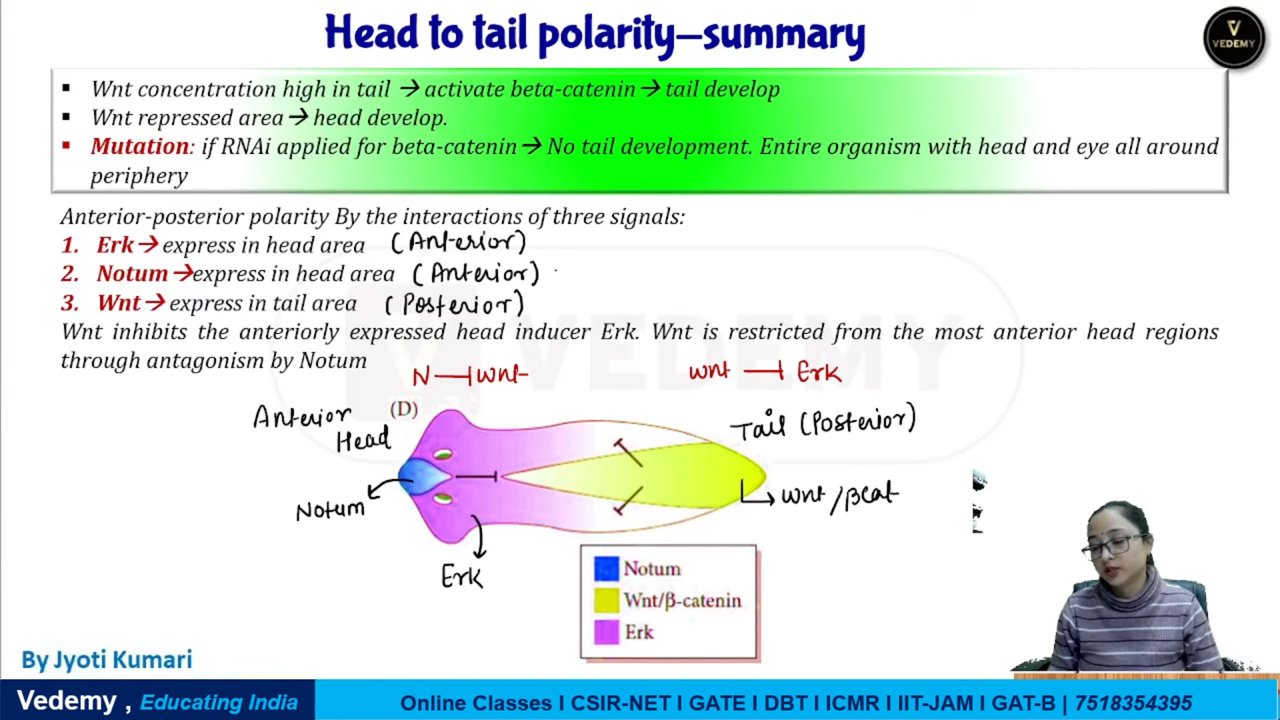 Head to tail polarity–summary
V
VEDEMY
▪ Wnt concentration high in tail → activate beta-catenin → tail develop
▪ Wnt repressed area → head develop.
▪ Mutation: if RNAi applied for beta-catenin → No tail development. Entire organism with head and eye all around
periphery
Anterior-posterior polarity By the interactions of three signals:
1. Erk → express in head area (Anterior)
2. Notum → express in head area (Anterior)
3. Wnt → express in tail area (Posterior)
Wnt inhibits the anteriorly expressed head inducer Erk. Wnt is restricted from the most anterior head regions
through antagonism by Notum
VEDEMY
N ⊣ Wnt
Wnt ⊣ Erk
(D)
Anterior
Head
Tail (Posterior)
Notum
Wnt/βcat
Erk
Notum
Wnt/β-catenin
Erk
By Jyoti Kumari
Vedemy , Educating India
Online Classes I CSIR-NET I GATE I DBT I ICMR I IIT-JAM I GAT-B | 7518354395